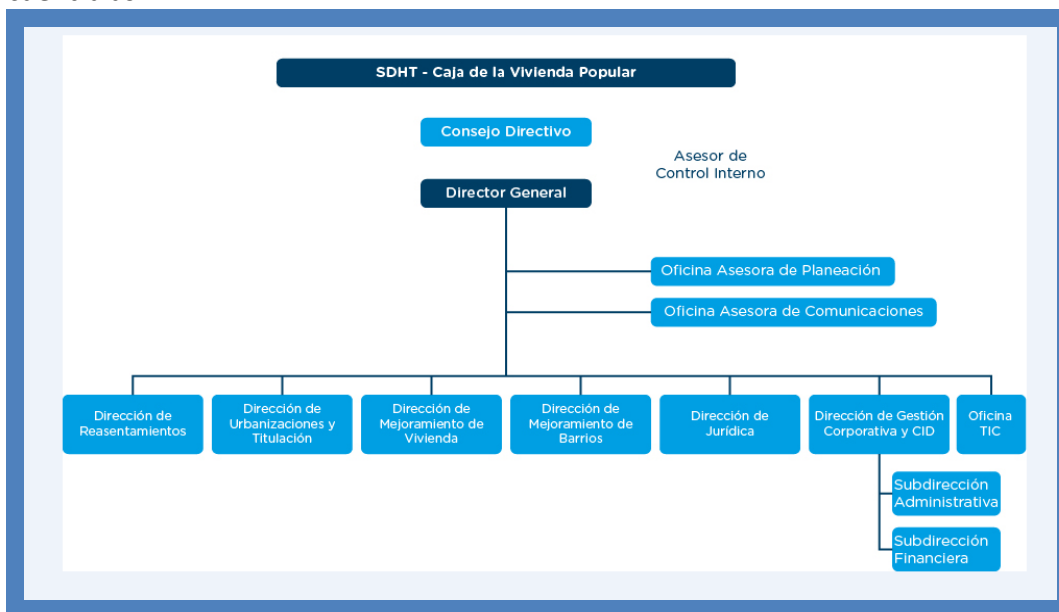 SDHT - Caja de la Vivienda Popular
Consejo Directivo
Asesor de
Control Interno
Director General
Oficina Asesora de Planeación
Oficina Asesora de Comunicaciones
Dirección de
Reasentamientos
Dirección de
Urbanizaciones y
Titulación
Dirección de
Mejoramiento de
Vivienda
Dirección de
Mejoramiento de
Barrios
Dirección de
Jurídica
Dirección de Gestión
Corporativa y CID
Oficina
TIC
Subdirección
Administrativa
Subdirección
Financiera